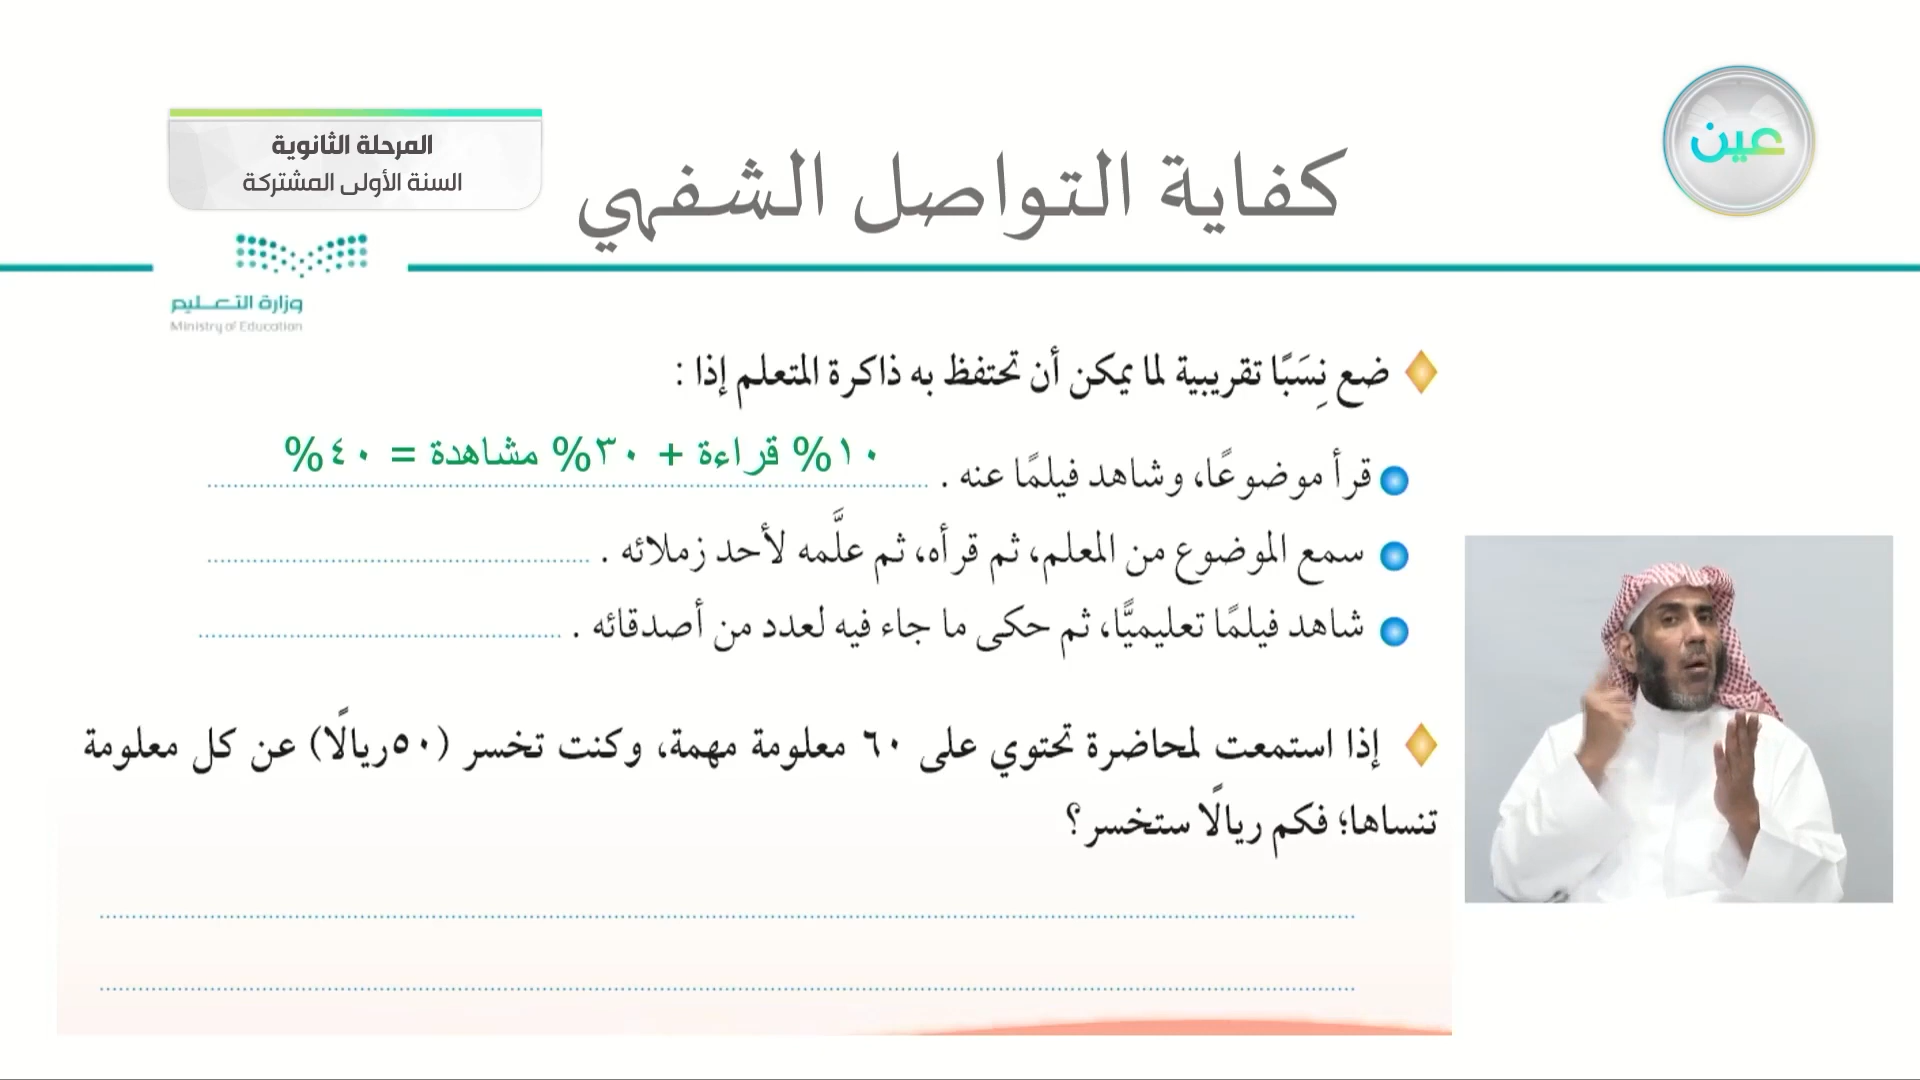 عين
المرحلة الثانوية
السنة الأولى المشتركة
كفاية التواصل الشفهي
وزارة التعليم
Ministry of Education
ضع نِسَبًا تقريبية لما يمكن أن تحتفظ به ذاكرة المتعلم إذا :
قرأ موضوعًا، وشاهد فيلمًا عنه . ١٠% قراءة + ٣٠% مشاهدة = ٤٠%
سمع الموضوع من المعلم، ثم قرأه، ثم علَّمه لأحد زملائه .
شاهد فيلمًا تعليميًّا، ثم حكى ما جاء فيه لعدد من أصدقائه .
إذا استمعت لمحاضرة تحتوي على ٦٠ معلومة مهمة، وكنت تخسر (٥٠ريالًا) عن كل معلومة
تنساها؛ فكم ريالًا ستخسر؟